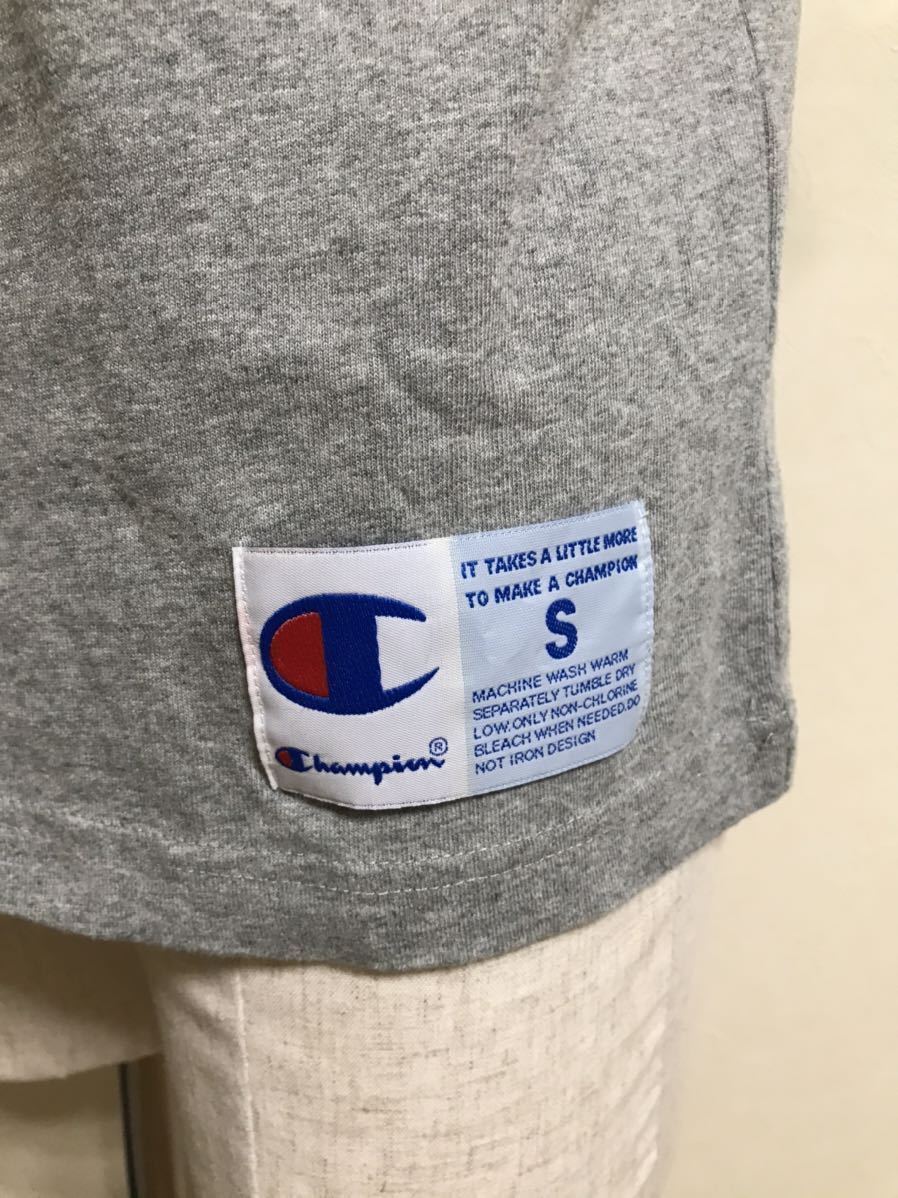 Champion®
IT TAKES A LITTLE MORE
TO MAKE A CHAMPION
S
MACHINE WASH WARM
SEPARATELY TUMBLE DRY
LOW.ONLY NON-CHLORINE
BLEACH WHEN NEEDED.DO
NOT IRON DESIGN